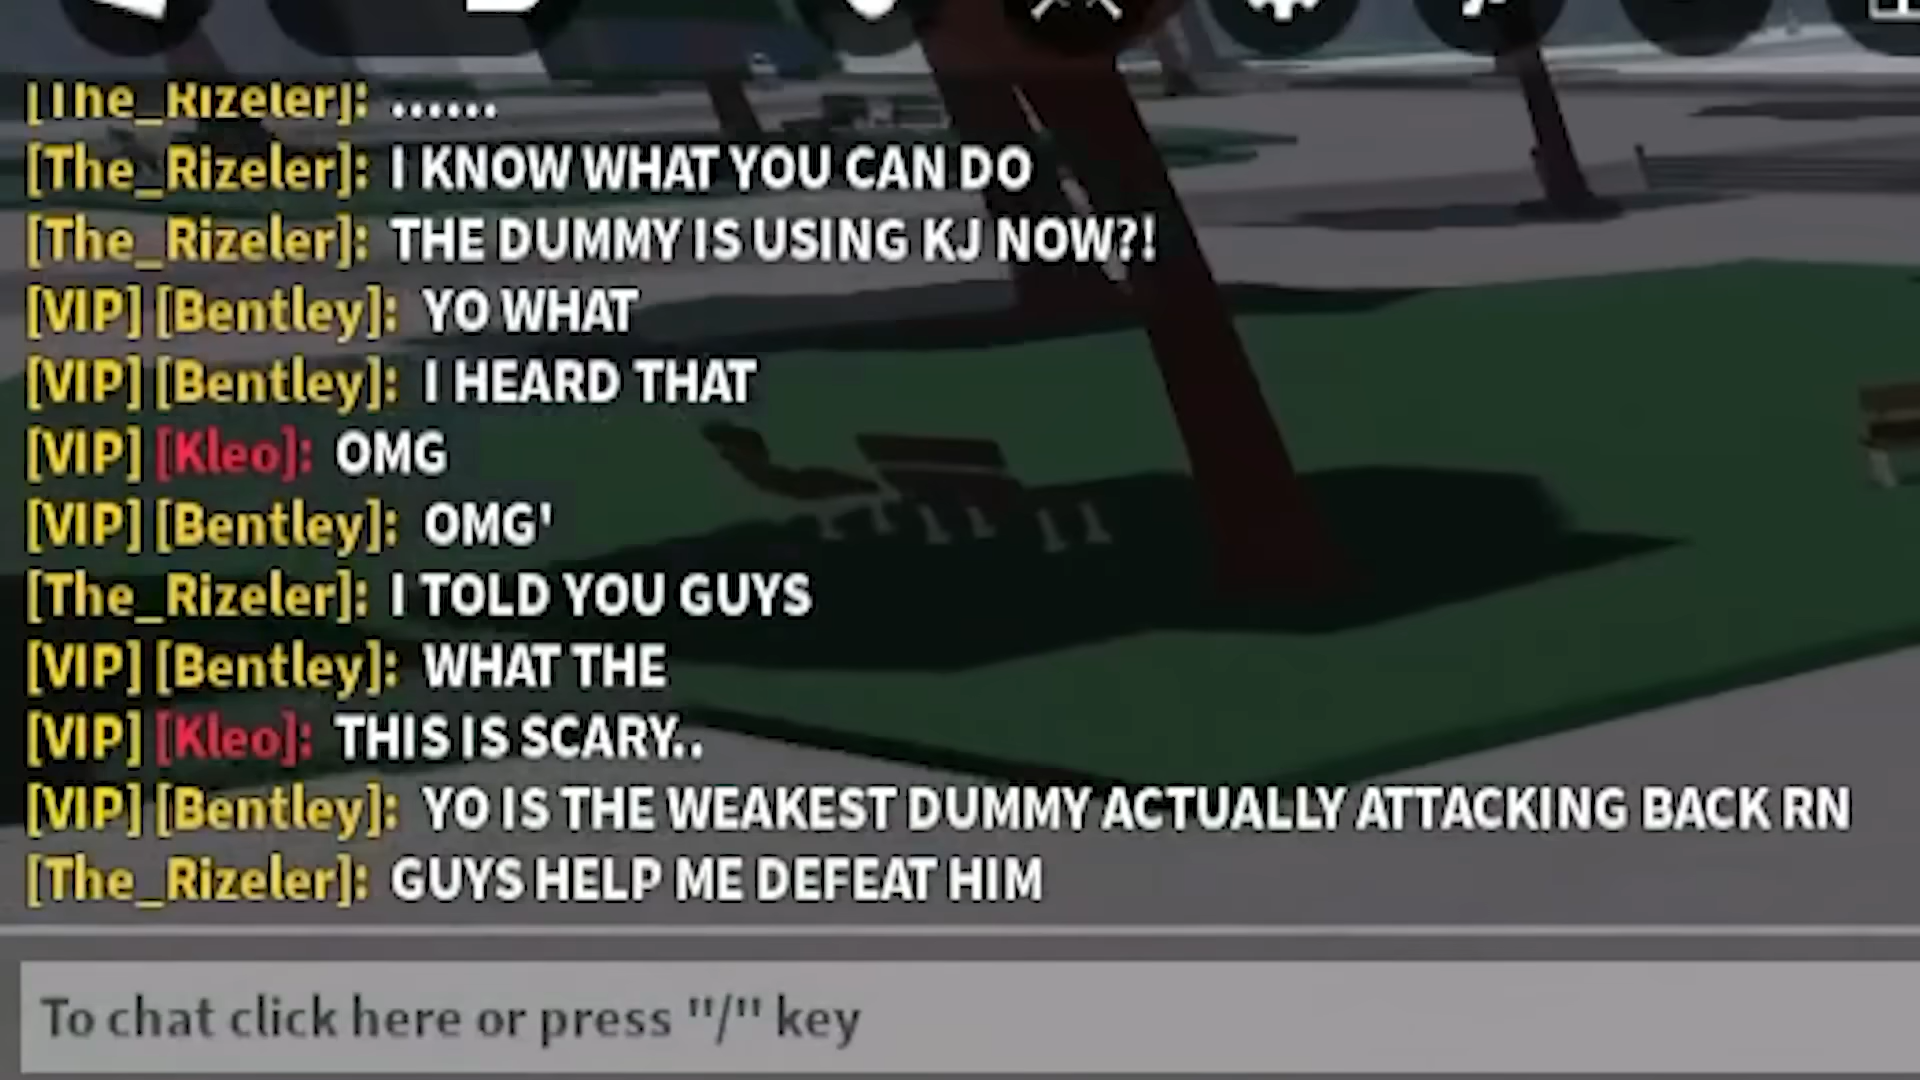 [The_Rizeler]: ......
[The_Rizeler]: I KNOW WHAT YOU CAN DO
[The_Rizeler]: THE DUMMY IS USING KJ NOW?!
[VIP] [Bentley]: YO WHAT
[VIP] [Bentley]: I HEARD THAT
[VIP] [Kleo]: OMG
[VIP] [Bentley]: OMG'
[The_Rizeler]: I TOLD YOU GUYS
[VIP] [Bentley]: WHAT THE
[VIP] [Kleo]: THIS IS SCARY..
[VIP] [Bentley]: YO IS THE WEAKEST DUMMY ACTUALLY ATTACKING BACK RN
[The_Rizeler]: GUYS HELP ME DEFEAT HIM
To chat click here or press "/" key